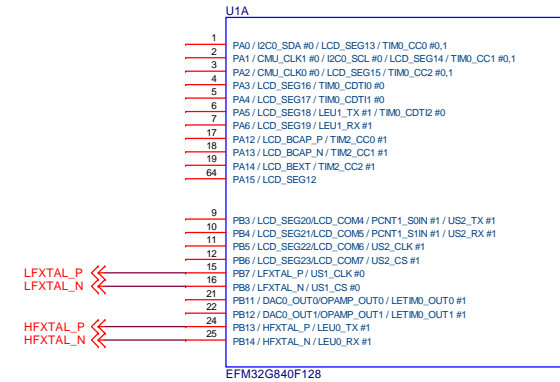 U1A
1 PA0 / I2C0_SDA #0 / LCD_SEG13 / TIM0_CC0 #0,1
2 PA1 / CMU_CLK1 #0 / I2C0_SCL #0 / LCD_SEG14 / TIM0_CC1 #0,1
3 PA2 / CMU_CLK0 #0 / LCD_SEG15 / TIM0_CC2 #0,1
4 PA3 / LCD_SEG16 / TIM0_CDTI0 #0
5 PA4 / LCD_SEG17 / TIM0_CDTI1 #0
6 PA5 / LCD_SEG18 / LEU1_TX #1 / TIM0_CDTI2 #0
7 PA6 / LCD_SEG19 / LEU1_RX #1
17 PA12 / LCD_BCAP_P / TIM2_CC0 #1
18 PA13 / LCD_BCAP_N / TIM2_CC1 #1
19 PA14 / LCD_BEXT / TIM2_CC2 #1
64 PA15 / LCD_SEG12
9 PB3 / LCD_SEG20/LCD_COM4 / PCNT1_S0IN #1 / US2_TX #1
10 PB4 / LCD_SEG21/LCD_COM5 / PCNT1_S1IN #1 / US2_RX #1
11 PB5 / LCD_SEG22/LCD_COM6 / US2_CLK #1
12 PB6 / LCD_SEG23/LCD_COM7 / US2_CS #1
LFXTAL_P 15 PB7 / LFXTAL_P / US1_CLK #0
LFXTAL_N 16 PB8 / LFXTAL_N / US1_CS #0
21 PB11 / DAC0_OUT0/OPAMP_OUT0 / LETIM0_OUT0 #1
22 PB12 / DAC0_OUT1/OPAMP_OUT1 / LETIM0_OUT1 #1
HFXTAL_P 24 PB13 / HFXTAL_P / LEU0_TX #1
HFXTAL_N 25 PB14 / HFXTAL_N / LEU0_RX #1
EFM32G840F128